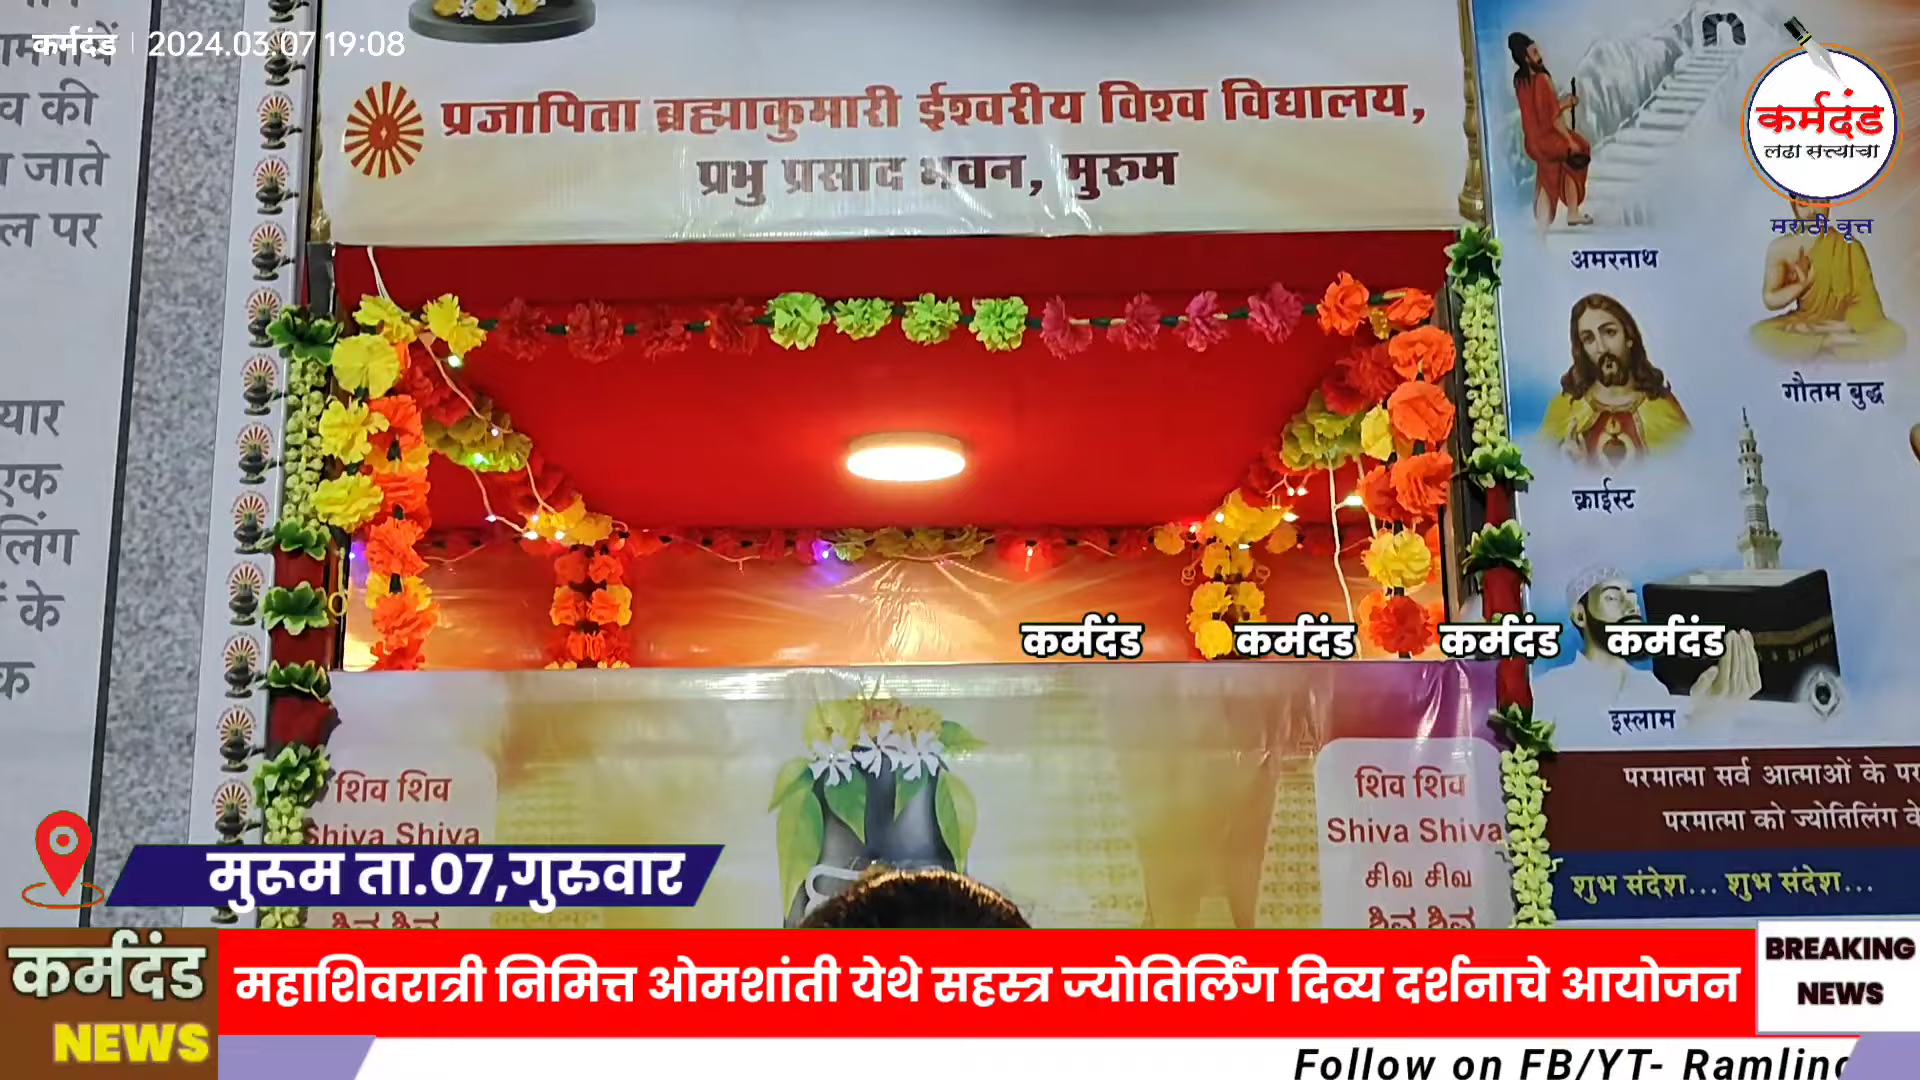 कर्मदंड | 2024.03.07 19:08
व की
जाते
ल पर
यार
एक
लिंग
के
प्रजापिता ब्रह्माकुमारी ईश्वरीय विश्व विद्यालय,
प्रभु प्रसाद भवन, मुरूम
कर्मदंड
लढा सत्याचा
मराठी वृत्त
अमरनाथ
गौतम बुद्ध
क्राईस्ट
इस्लाम
कर्मदंड कर्मदंड कर्मदंड कर्मदंड
परमात्मा सर्व आत्माओं के
परमात्मा को ज्योतिलिंग
शुभ संदेश... शुभ संदेश...
शिव शिव
Shiva Shiva
शिव शिव
Shiva Shiva
சிவ சிவ
मुरूम ता.07,गुरुवार
कर्मदंड
NEWS
महाशिवरात्री निमित्त ओमशांती येथे सहस्त्र ज्योतिर्लिंग दिव्य दर्शनाचे आयोजन
BREAKING
NEWS
Follow on FB/YT- Ramling